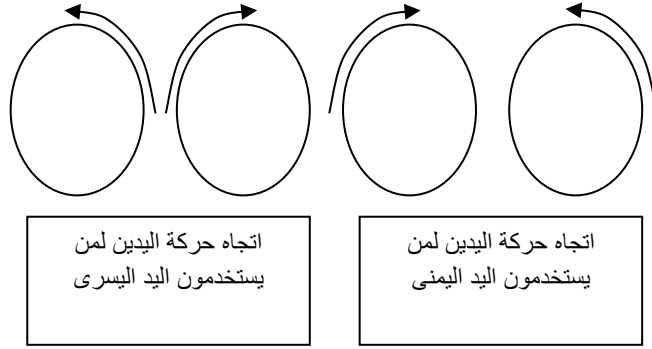 اتجاه حركة اليدين لمن
يستخدمون اليد اليمنى
اتجاه حركة اليدين لمن
يستخدمون اليد اليسرى